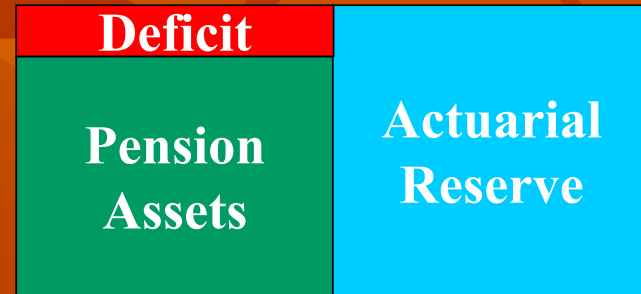 Deficit
Pension
Assets
Actuarial
Reserve